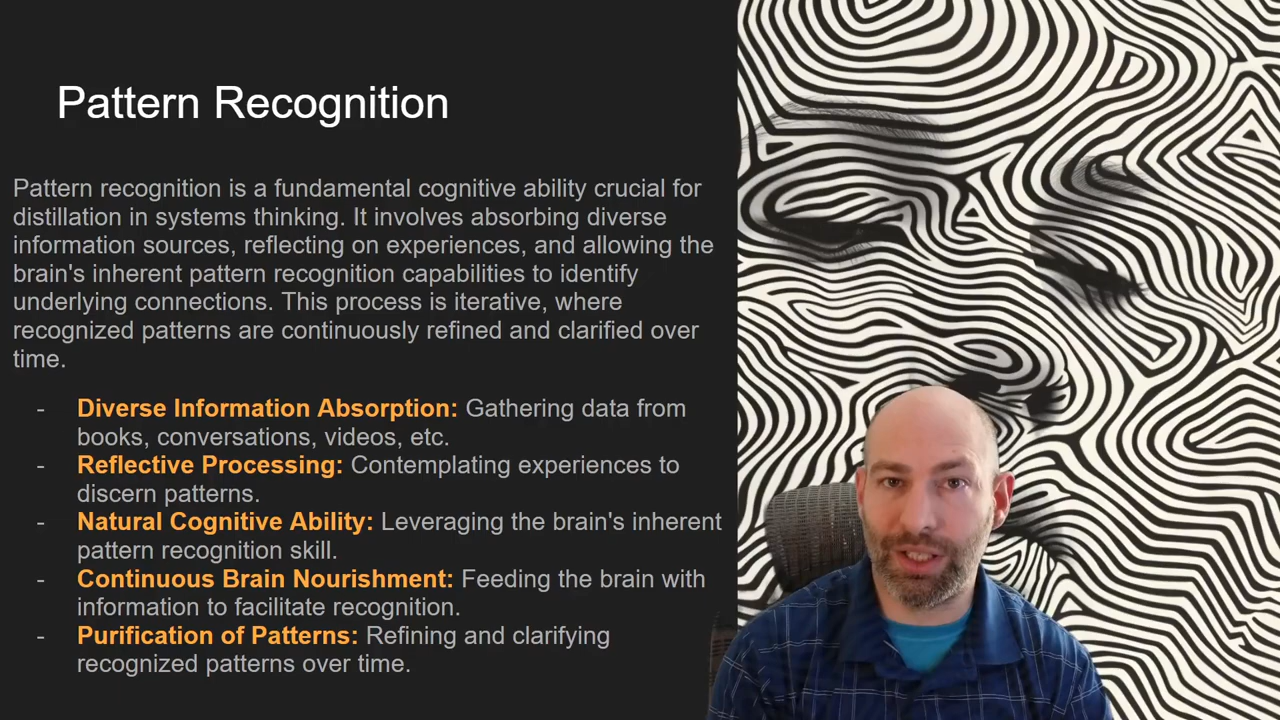 Pattern Recognition
Pattern recognition is a fundamental cognitive ability crucial for
distillation in systems thinking. It involves absorbing diverse
information sources, reflecting on experiences, and allowing the
brain's inherent pattern recognition capabilities to identify
underlying connections. This process is iterative, where
recognized patterns are continuously refined and clarified over
time.
- Diverse Information Absorption: Gathering data from
books, conversations, videos, etc.
- Reflective Processing: Contemplating experiences to
discern patterns.
- Natural Cognitive Ability: Leveraging the brain's inherent
pattern recognition skill.
- Continuous Brain Nourishment: Feeding the brain with
information to facilitate recognition.
- Purification of Patterns: Refining and clarifying
recognized patterns over time.